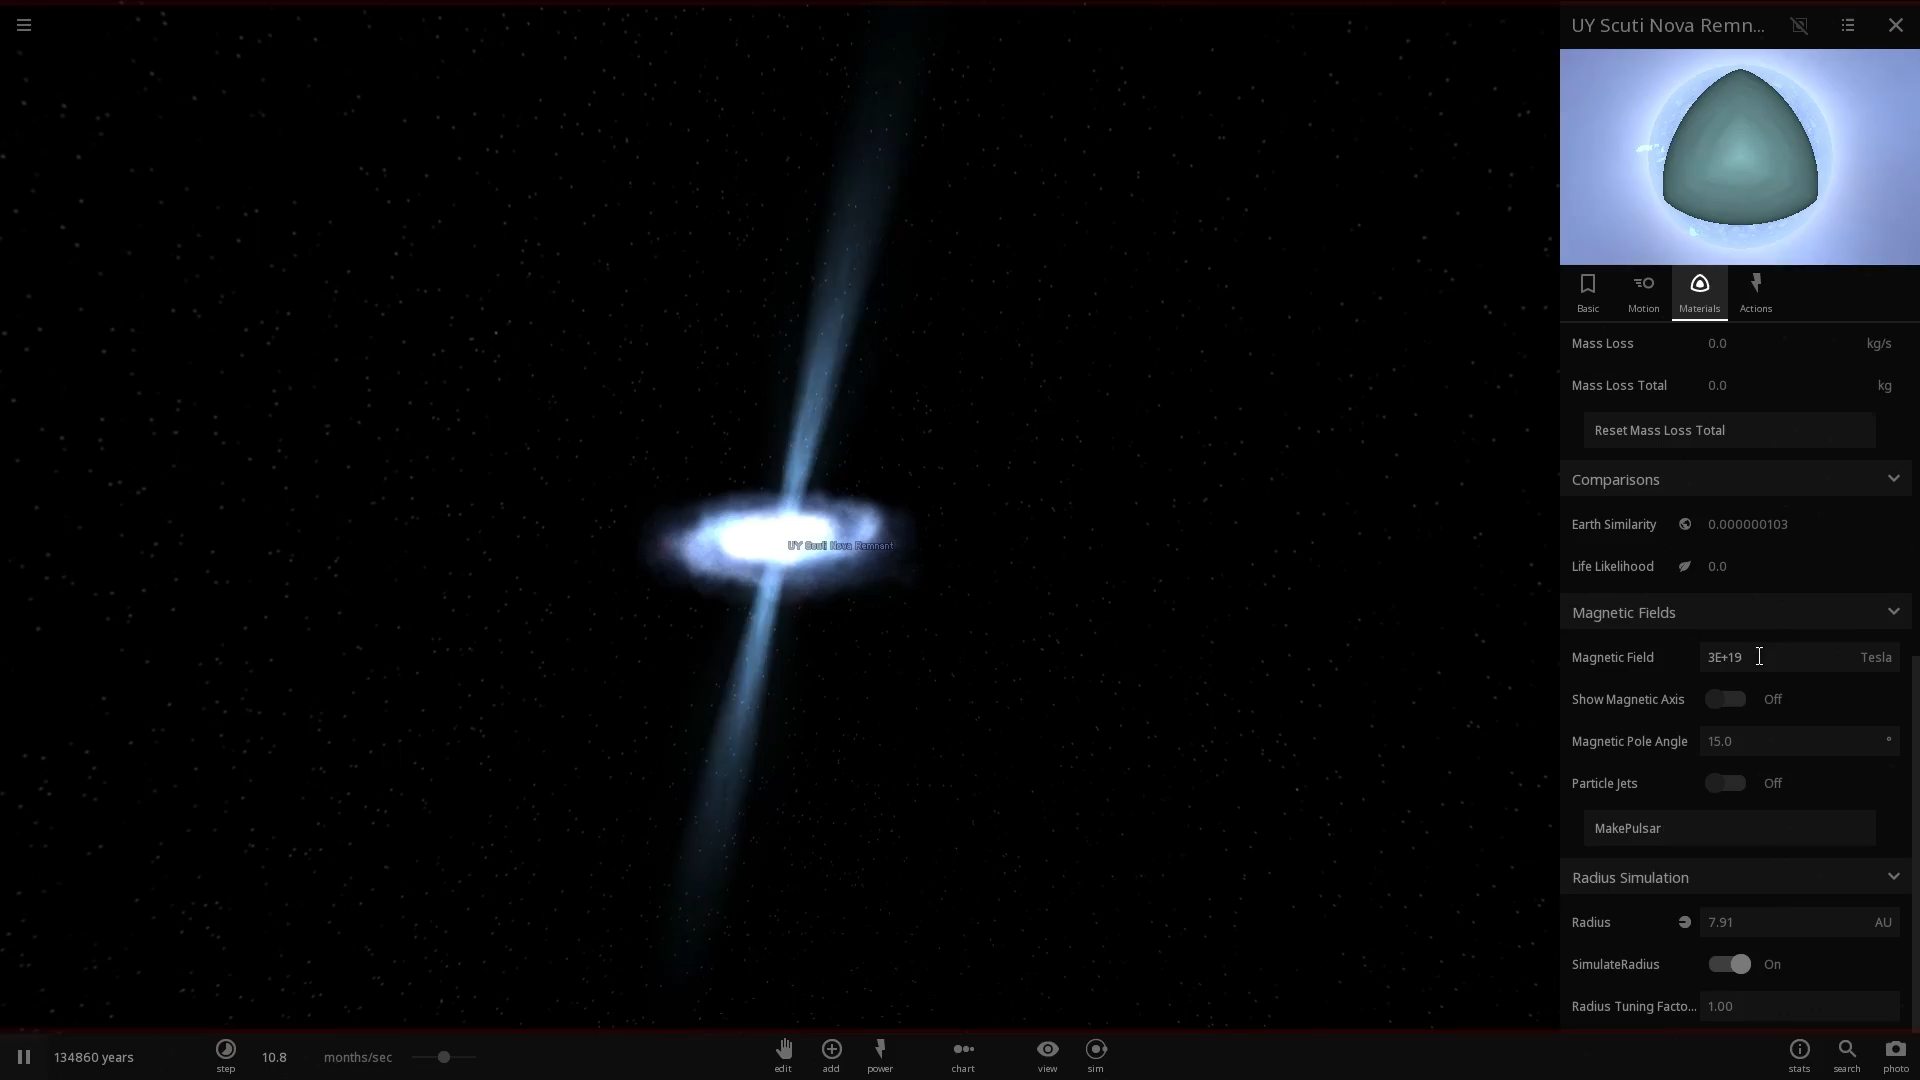 UY Scuti Nova Remn...
Basic
Motion
Materials
Actions
Mass Loss 0.0 kg/s
Mass Loss Total 0.0 kg
Reset Mass Loss Total
Comparisons
Earth Similarity 0.000000103
Life Likelihood 0.0
Magnetic Fields
Magnetic Field 3E+19 Tesla
Show Magnetic Axis Off
Magnetic Pole Angle 15.0 °
Particle Jets Off
MakePulsar
Radius Simulation
Radius 7.91 AU
SimulateRadius On
Radius Tuning Facto... 1.00
UY Scuti Nova Remnant
134860 years
step
10.8 months/sec
edit
add
power
chart
view
sim
stats
search
photo